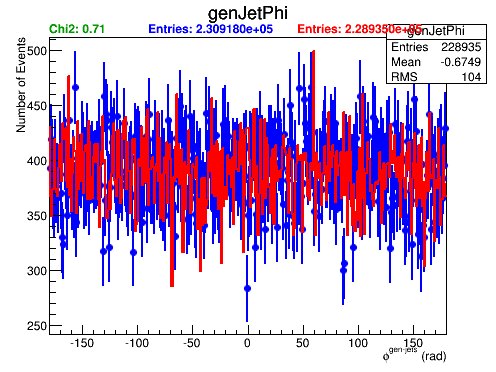 genJetPhi
Chi2: 0.71 Entries: 2.309180e+05 Entries: 2.289350e+05
genJetPhi
Entries 228935
Mean -0.6749
RMS 104
Number of Events
500
450
400
350
300
250
-150 -100 -50 0 50 100 150
ϕgen-jets (rad)